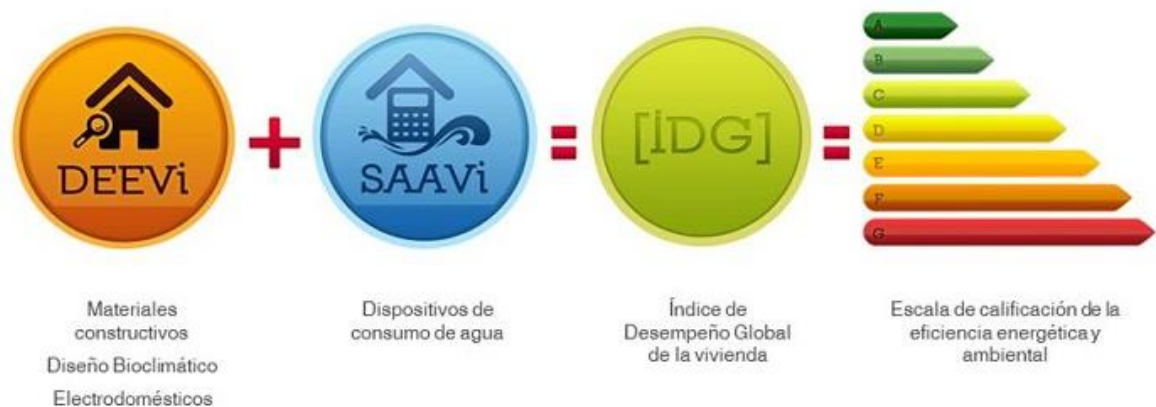 DEEVi
+
SAAVi
=
[İDG]
=
A
B
C
D
E
F
G
Materiales
constructivos
Diseño Bioclimático
Electrodomésticos
Dispositivos de
consumo de agua
Índice de
Desempeño Global
de la vivienda
Escala de calificación de la
eficiencia energética y
ambiental